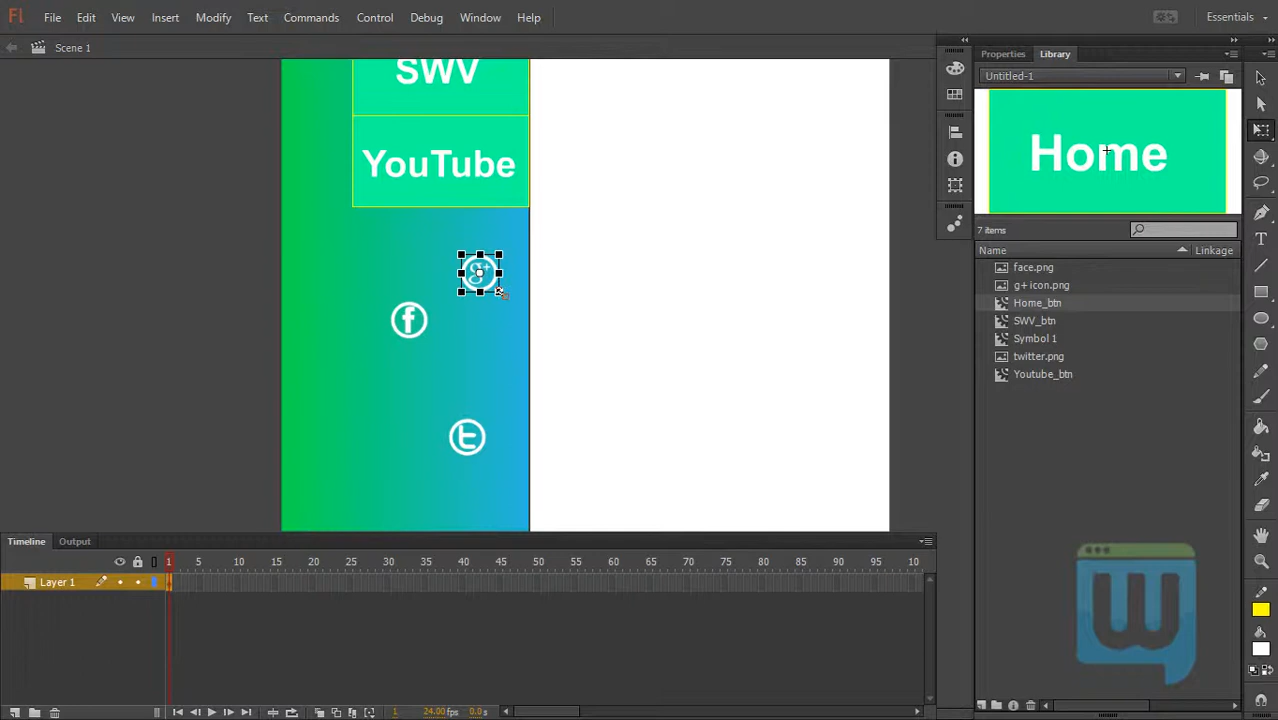 Fl File Edit View Insert Modify Text Commands Control Debug Window Help Essentials
Scene 1
Properties Library
Untitled-1
SWV
YouTube
Home
7 items
Name Linkage
face.png
g+ icon.png
Home_btn
SWV_btn
Symbol 1
twitter.png
Youtube_btn
g+
f
t
Timeline Output
1 5 10 15 20 25 30 35 40 45 50 55 60 65 70 75 80 85 90 95 10
Layer 1
1 24.00fps 0.0s
W